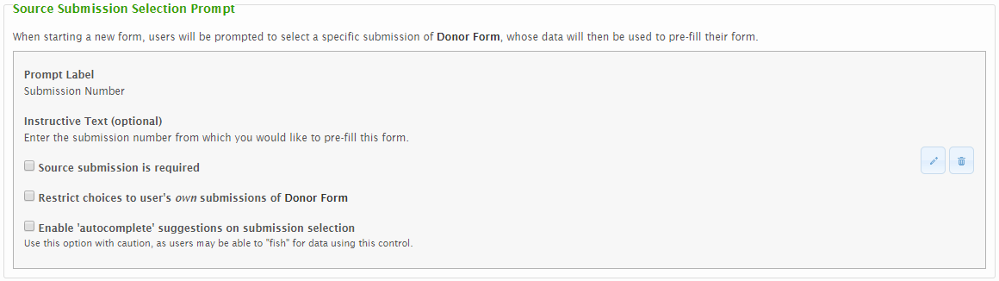 Source Submission Selection Prompt
When starting a new form, users will be prompted to select a specific submission of Donor Form, whose data will then be used to pre-fill their form.
Prompt Label
Submission Number
Instructive Text (optional)
Enter the submission number from which you would like to pre-fill this form.
Source submission is required
Restrict choices to user's own submissions of Donor Form
Enable 'autocomplete' suggestions on submission selection
Use this option with caution, as users may be able to "fish" for data using this control.